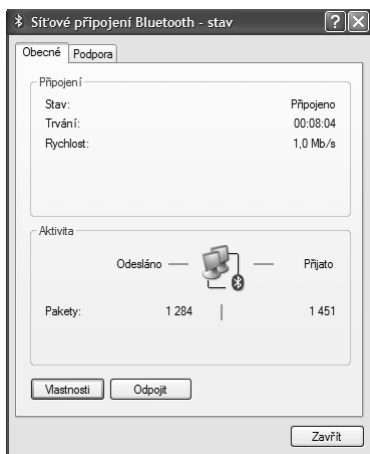 Síťové připojení Bluetooth - stav
Obecné Podpora
Připojení
Stav: Připojeno
Trvání: 00:08:04
Rychlost: 1,0 Mb/s
Aktivita
Odesláno Přijato
Pakety: 1 284 1 451
Vlastnosti Odpojit
Zavřít